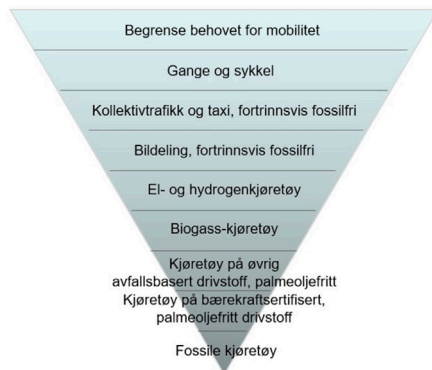 Begrense behovet for mobilitet
Gange og sykkel
Kollektivtrafikk og taxi, fortrinnsvis fossilfri
Bildeling, fortrinnsvis fossilfri
El- og hydrogenkjøretøy
Biogass-kjøretøy
Kjøretøy på øvrig
avfallsbasert drivstoff, palmeoljefritt
Kjøretøy på bærekraftsertifisert,
palmeoljefritt drivstoff
Fossile kjøretøy